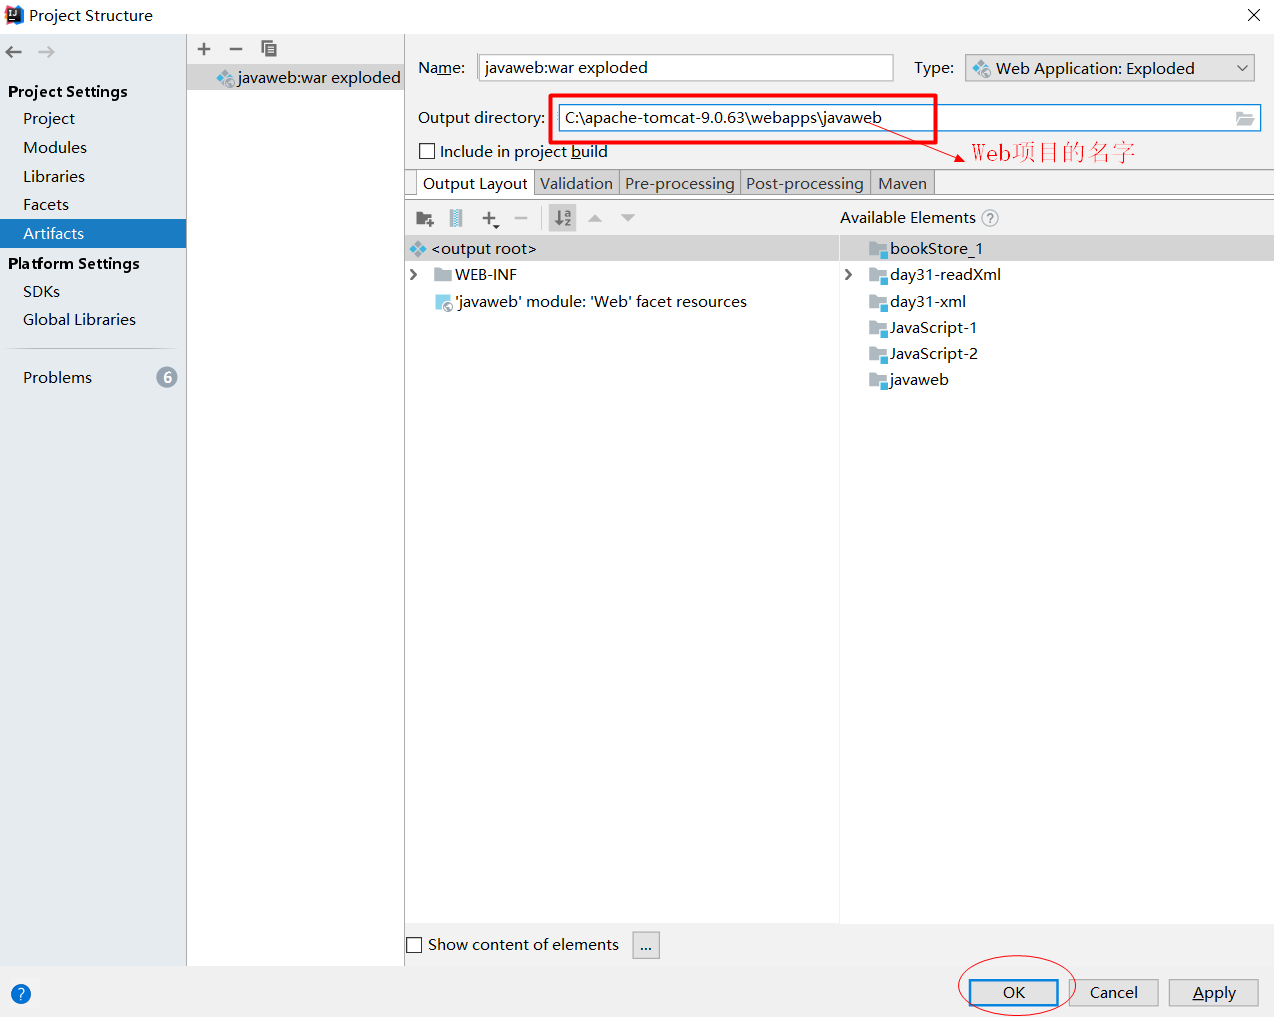 Project Structure
Project Settings
Project
Modules
Libraries
Facets
Artifacts
Platform Settings
SDKs
Global Libraries
Problems
6
javaweb:war exploded
Name: javaweb:war exploded Type: Web Application: Exploded
Output directory: C:\apache-tomcat-9.0.63\webapps\javaweb
Include in project build
Web项目的名字
Output Layout Validation Pre-processing Post-processing Maven
<output root>
WEB-INF
'javaweb' module: 'Web' facet resources
Available Elements ?
bookStore_1
day31-readXml
day31-xml
JavaScript-1
JavaScript-2
javaweb
Show content of elements ...
? OK Cancel Apply